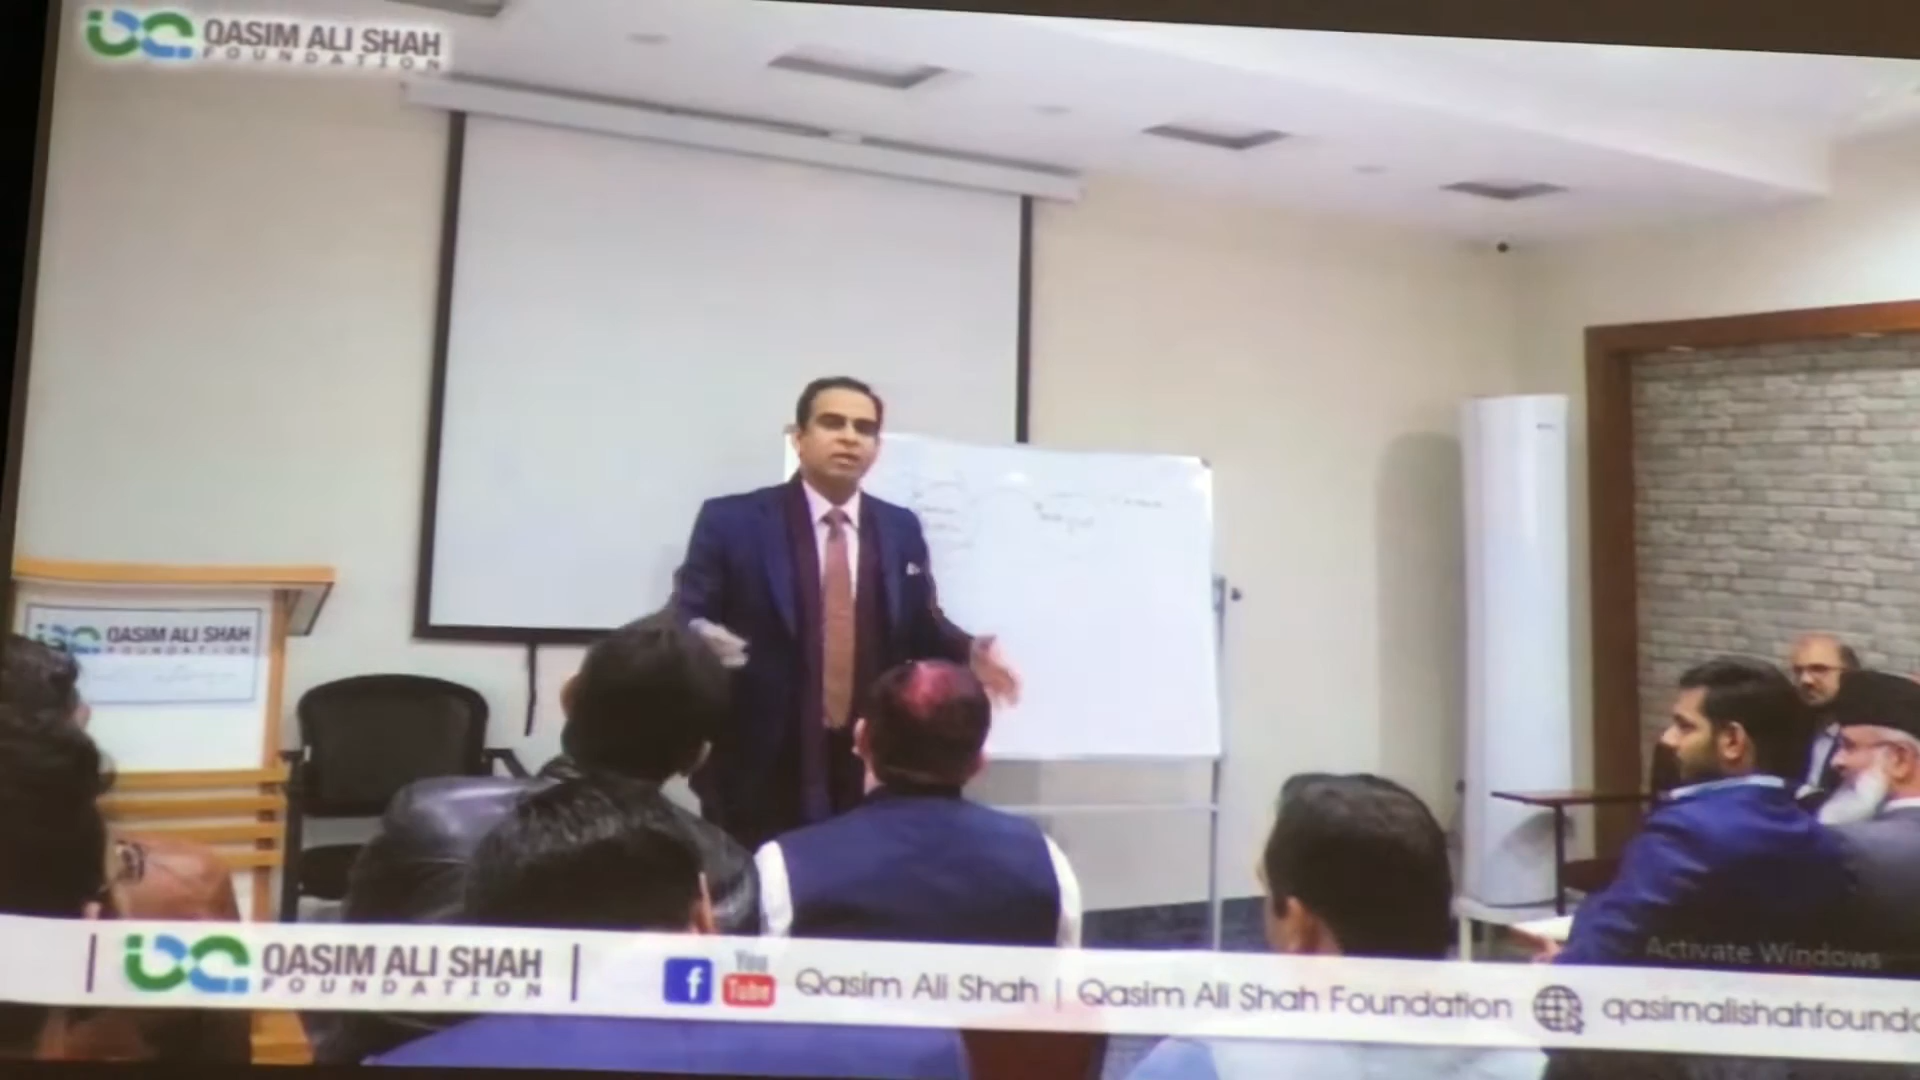 QASIM ALI SHAH
FOUNDATION
QASIM ALI SHAH
FOUNDATION
Activate Windows
QASIM ALI SHAH
FOUNDATION
f
You
Tube
Qasim Ali Shah | Qasim Ali Shah Foundation
qasimalishahfounda